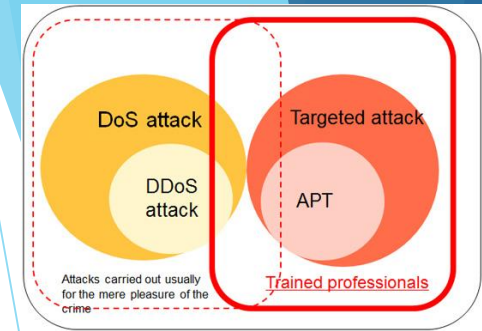 DoS attack
DDoS
attack
Targeted attack
APT
Attacks carried out usually
for the mere pleasure of the
crime
Trained professionals